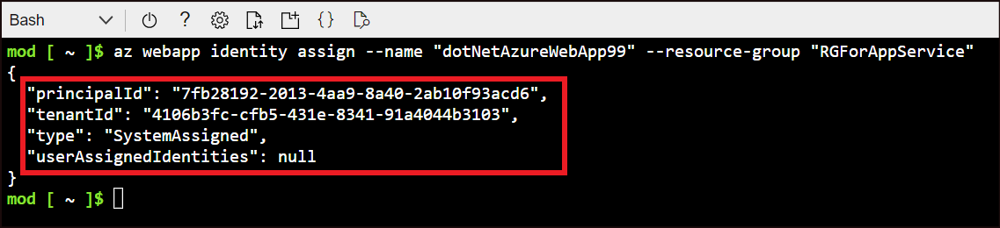 Bash
mod [ ~ ]$ az webapp identity assign --name "dotNetAzureWebApp99" --resource-group "RGForAppService"
{
"principalId": "7fb28192-2013-4aa9-8a40-2ab10f93acd6",
"tenantId": "4106b3fc-cfb5-431e-8341-91a4044b3103",
"type": "SystemAssigned",
"userAssignedIdentities": null
}
mod [ ~ ]$